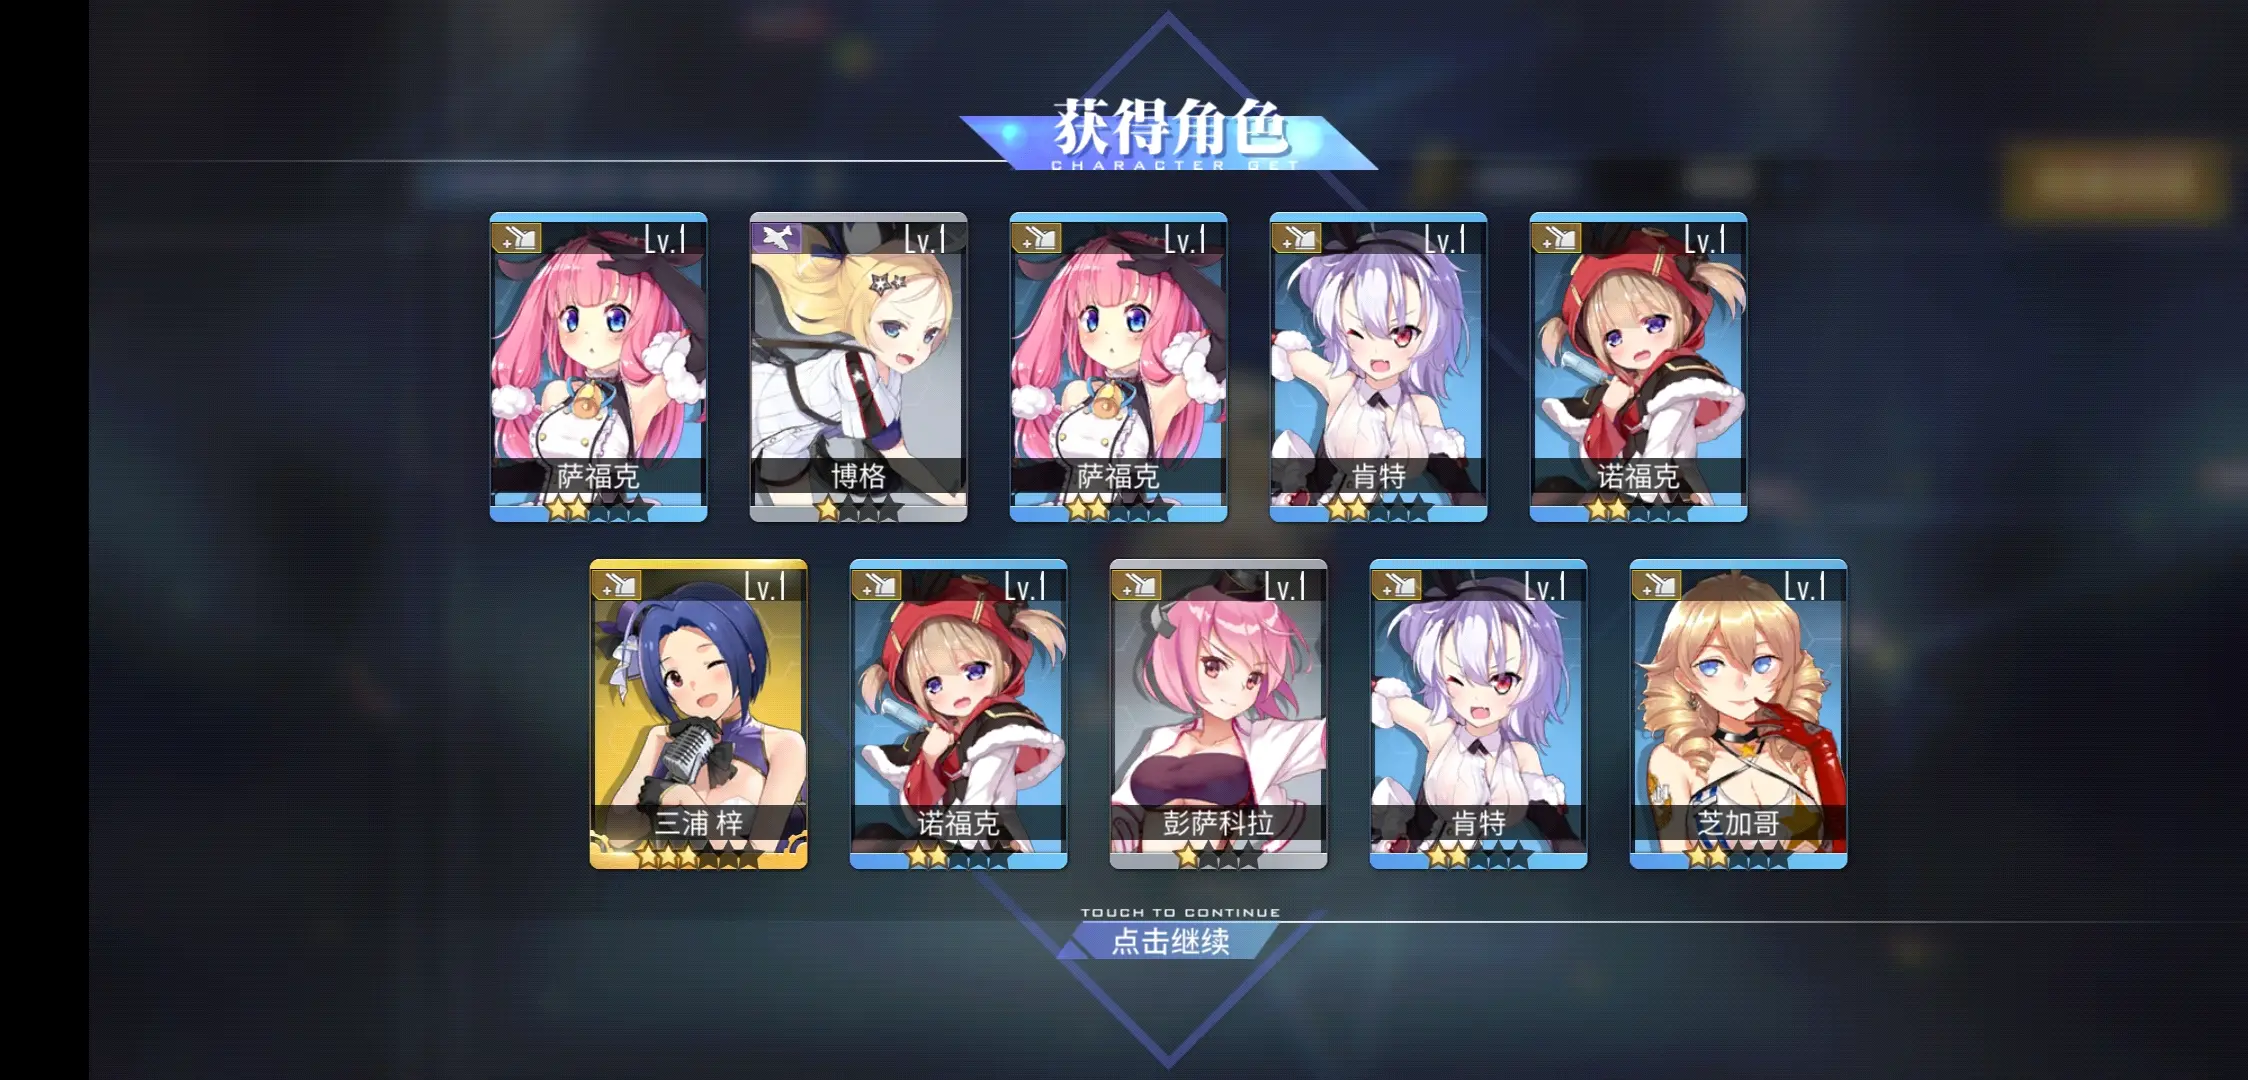 获得角色
CHARACTER GET
Lv.1
Lv.1
Lv.1
Lv.1
Lv.1
萨福克
博格
萨福克
肯特
诺福克
Lv.1
Lv.1
Lv.1
Lv.1
Lv.1
三浦 梓
诺福克
彭萨科拉
肯特
芝加哥
TOUCH TO CONTINUE
点击继续